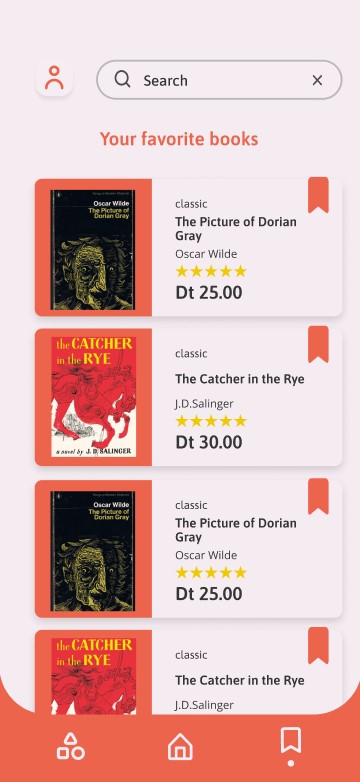 Search
Your favorite books
Oscar Wilde
The Picture of
Dorian Gray
classic
The Picture of Dorian
Gray
Oscar Wilde
Dt 25.00
the CATCHER
in the RYE
a novel by J. D. SALINGER
classic
The Catcher in the Rye
J.D.Salinger
Dt 30.00
Oscar Wilde
The Picture of
Dorian Gray
classic
The Picture of Dorian
Gray
Oscar Wilde
Dt 25.00
the CATCHER
in the RYE
classic
The Catcher in the Rye
J.D.Salinger